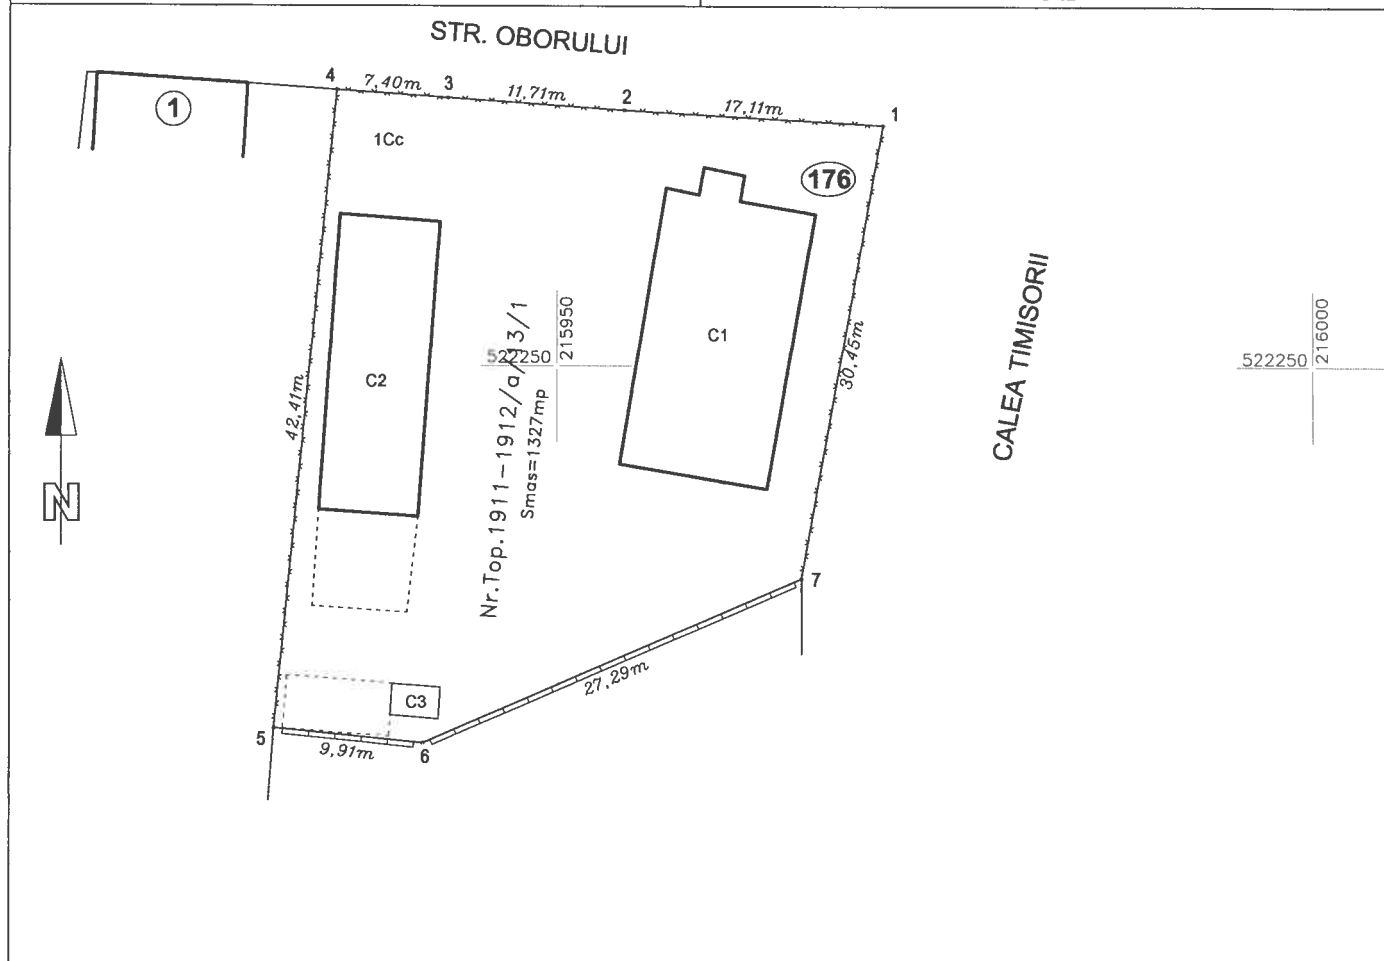 STR. OBORULUI
4
7,40m
3
11,71m
2
17,11m
1
1
1Cc
176
C1
C2
Nr.Top.1911-1912/a/13/1
Smas=1327mp
522250
215950
30,45m
CALEA TIMISORII
522250
216000
42,41m
N
7
27,29m
C3
5
9,91m
6